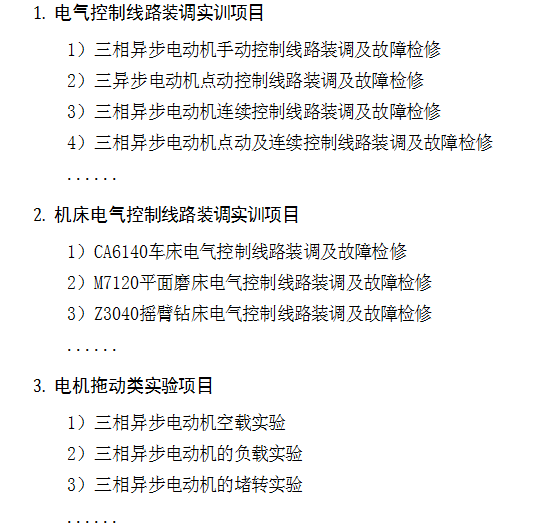 1. 电气控制线路装调实训项目
1）三相异步电动机手动控制线路装调及故障检修
2）三异步电动机点动控制线路装调及故障检修
3）三相异步电动机连续控制线路装调及故障检修
4）三相异步电动机点动及连续控制线路装调及故障检修
......
2. 机床电气控制线路装调实训项目
1）CA6140车床电气控制线路装调及故障检修
2）M7120平面磨床电气控制线路装调及故障检修
3）Z3040摇臂钻床电气控制线路装调及故障检修
......
3. 电机拖动类实验项目
1）三相异步电动机空载实验
2）三相异步电动机的负载实验
3）三相异步电动机的堵转实验
......